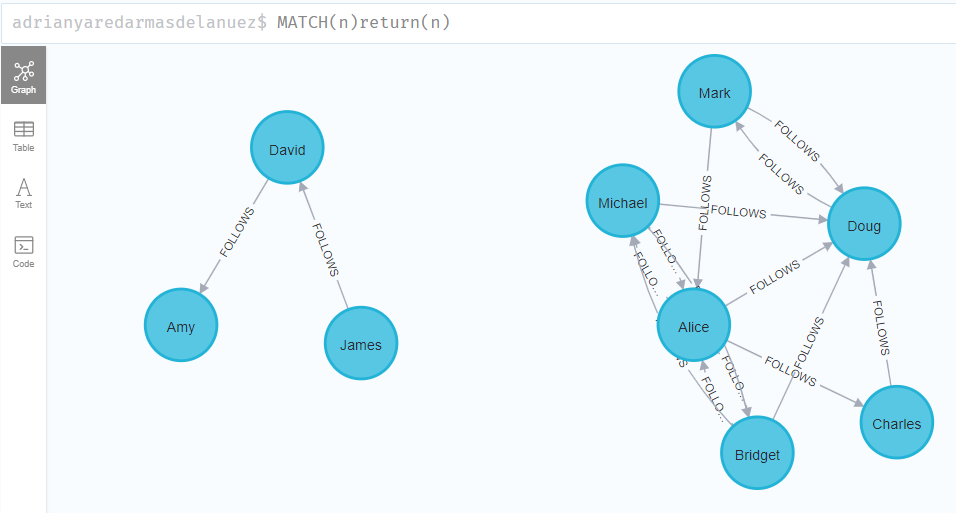 adrianyaredarmasdelanuez$ MATCH(n)return(n)
Graph
Table
Text
Code
David
FOLLOWS
FOLLOWS
Amy
James
Mark
FOLLOWS
FOLLOWS
FOLLOWS
Michael
FOLLOWS
Doug
FOLLO...
FOLLO...
FOLLOWS
Alice
FOLLOWS
FOLLOWS
FOLLOWS
FOLLO...
FOLLO...
Charles
Bridget